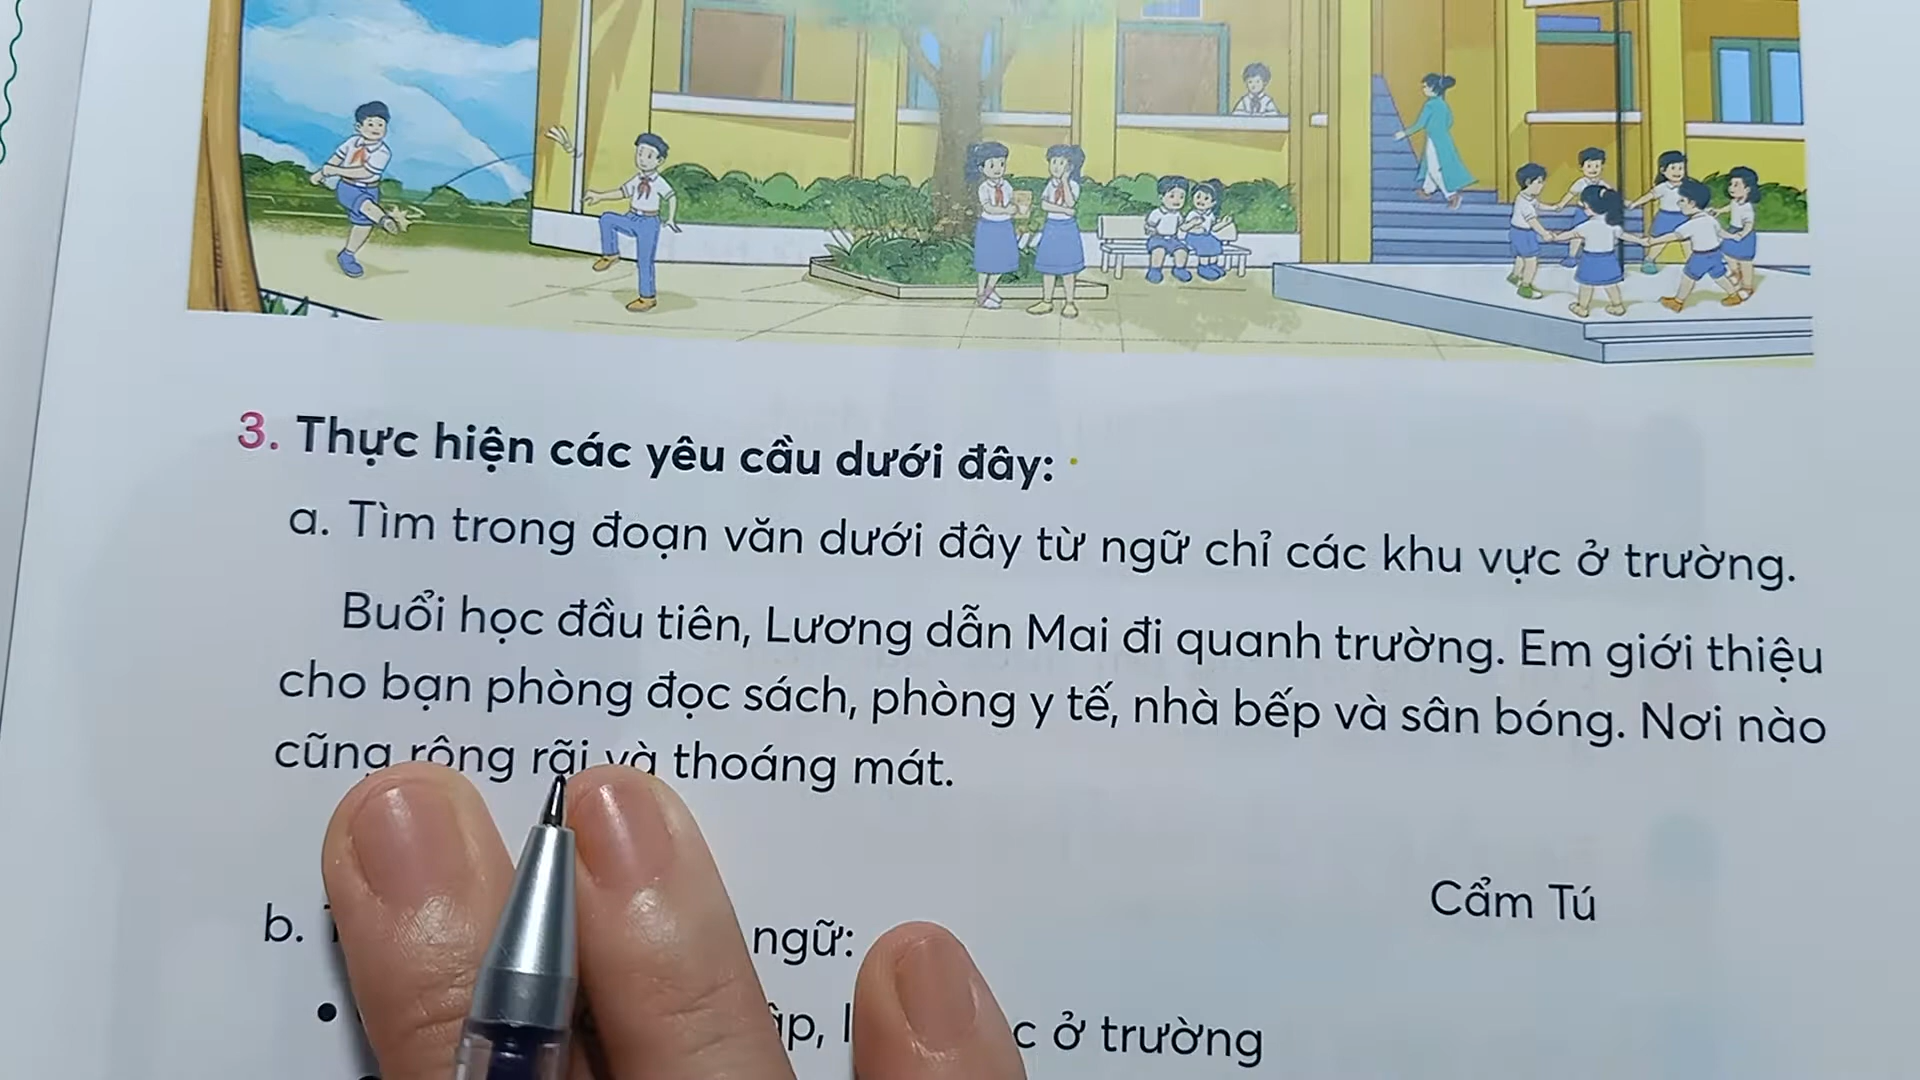 3. Thực hiện các yêu cầu dưới đây:
a. Tìm trong đoạn văn dưới đây từ ngữ chỉ các khu vực ở trường.
Buổi học đầu tiên, Lương dẫn Mai đi quanh trường. Em giới thiệu
cho bạn phòng đọc sách, phòng y tế, nhà bếp và sân bóng. Nơi nào
cũng rộng rãi và thoáng mát.
Cẩm Tú
b. ngữ:
• ở trường